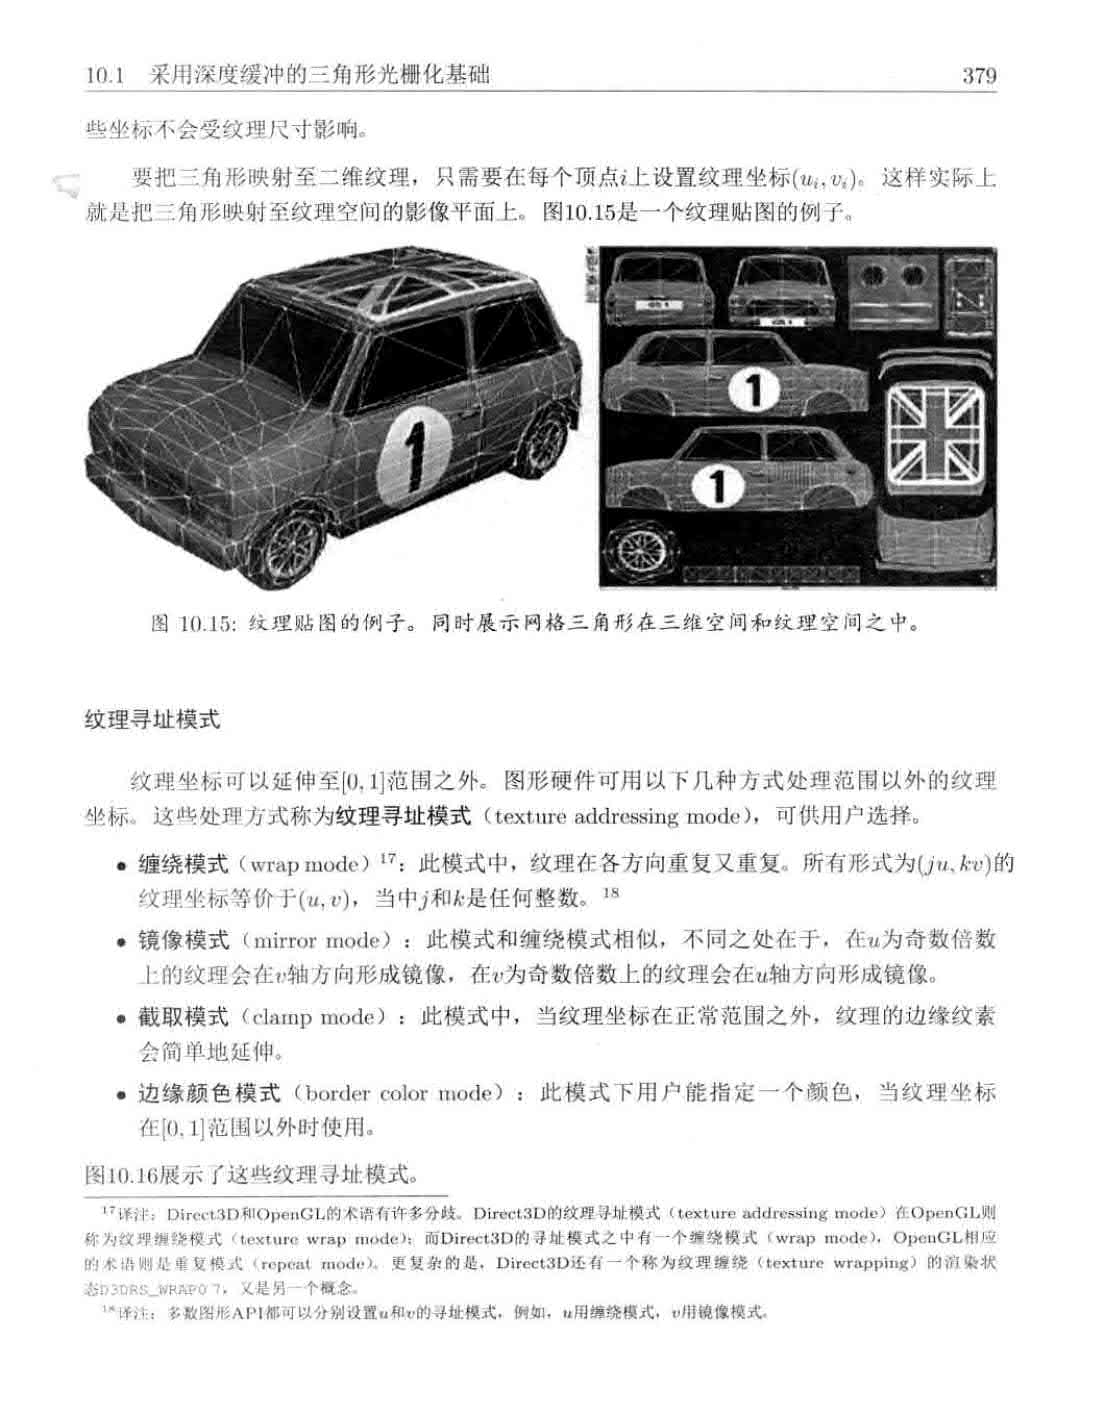 10.1 采用深度缓冲的三角形光栅化基础 379
些坐标不会受纹理尺寸影响。
要把三角形映射至二维纹理，只需要在每个顶点i上设置纹理坐标(uᵢ, vᵢ)。这样实际上
就是把三角形映射至纹理空间的影像平面上。图10.15是一个纹理贴图的例子。
1
1
1
图 10.15: 纹理贴图的例子。同时展示网格三角形在三维空间和纹理空间之中。
纹理寻址模式
纹理坐标可以延伸至[0, 1]范围之外。图形硬件可用以下几种方式处理范围以外的纹理
坐标。这些处理方式称为纹理寻址模式（texture addressing mode），可供用户选择。
• 缠绕模式（wrap mode）¹⁷：此模式中，纹理在各方向重复又重复。所有形式为(ju, kv)的
纹理坐标等价于(u, v)，当中j和k是任何整数。¹⁸
• 镜像模式（mirror mode）：此模式和缠绕模式相似，不同之处在于，在u为奇数倍数
上的纹理会在v轴方向形成镜像，在v为奇数倍数上的纹理会在u轴方向形成镜像。
• 截取模式（clamp mode）：此模式中，当纹理坐标在正常范围之外，纹理的边缘纹素
会简单地延伸。
• 边缘颜色模式（border color mode）：此模式下用户能指定一个颜色，当纹理坐标
在[0, 1]范围以外时使用。
图10.16展示了这些纹理寻址模式。
¹⁷译注：Direct3D和OpenGL的术语有许多分歧。Direct3D的纹理寻址模式（texture addressing mode）在OpenGL则
称为纹理缠绕模式（texture wrap mode）；而Direct3D的寻址模式之中有一个缠绕模式（wrap mode），OpenGL相应
的术语则是重复模式（repeat mode）。更复杂的是，Direct3D还有一个称为纹理缠绕（texture wrapping）的渲染状
态D3DRS_WRAP0 7，又是另一个概念。
¹⁸译注：多数图形API都可以分别设置u和v的寻址模式，例如，u用缠绕模式，v用镜像模式。